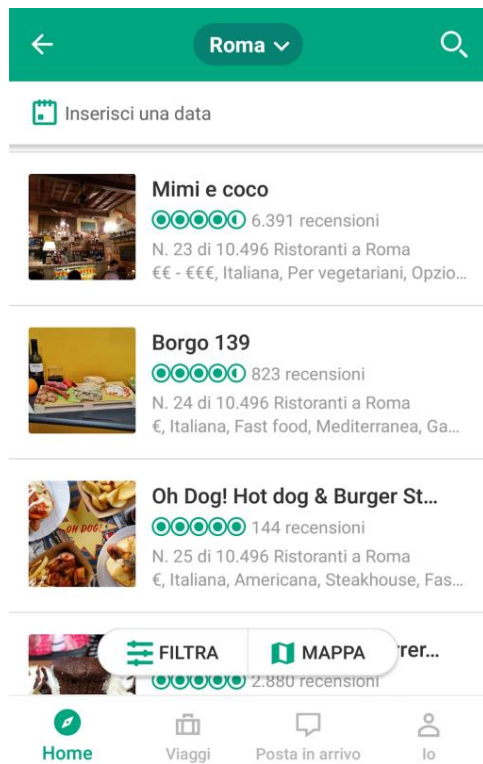 Roma
Inserisci una data
Mimi e coco
6.391 recensioni
N. 23 di 10.496 Ristoranti a Roma
€€ - €€€, Italiana, Per vegetariani, Opzio...
Borgo 139
823 recensioni
N. 24 di 10.496 Ristoranti a Roma
€, Italiana, Fast food, Mediterranea, Ga...
Oh Dog! Hot dog & Burger St...
OH DOG!
144 recensioni
N. 25 di 10.496 Ristoranti a Roma
€, Italiana, Americana, Steakhouse, Fas...
rer...
FILTRA
MAPPA
2.880 recensioni
Home
Viaggi
Posta in arrivo
Io